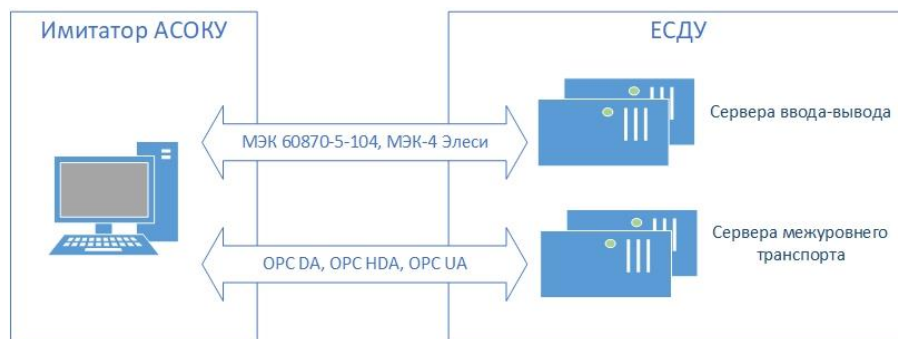 Имитатор АСОКУ
ЕСДУ
МЭК 60870-5-104, МЭК-4 Элеси
Сервера ввода-вывода
OPC DA, OPC HDA, OPC UA
Сервера межуровнего
транспорта